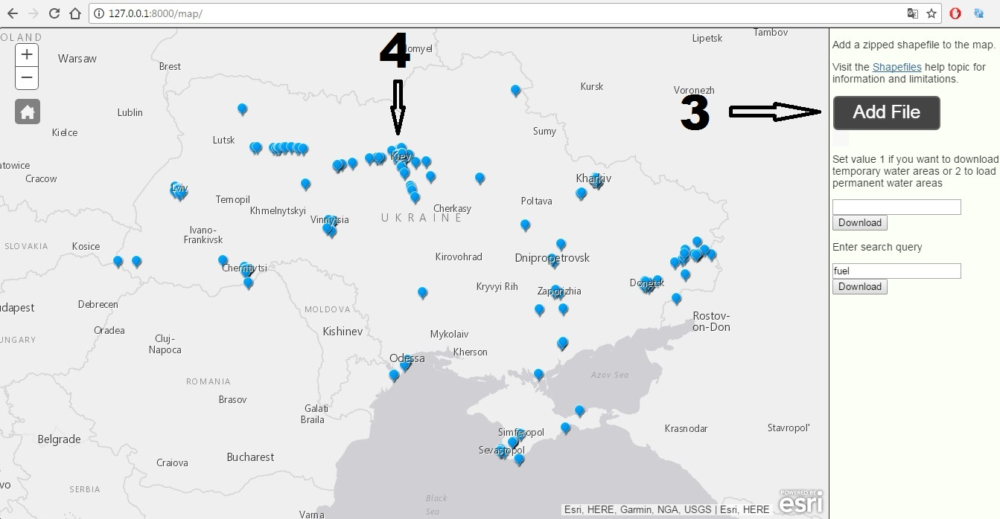 127.0.0.1:8000/map/
OLAND
Tambov
Lipetsk
4
omyel
+
Warsaw
Brest
−
Kursk
Voronezh
3
Lublin
Kielce
Sumy
Lutsk
atowice
Kiev
Cracow
Kharkiv
Lviv
Ternopil
Poltava
Khmelnytskyi
Cherkasy
Vinnytsia
UKRAINE
Ivano-
Frankivsk
SLOVAKIA
Kosice
Kirovohrad
Dnipropetrovsk
Chernivtsi
Donetsk
Kryvyi Rih
Zaporizhia
udapest
Debrecen
MOLDOVA
Rostov-
on-Don
Oradea
Kishinev
Mykolaiv
UNGARY
Cluj-
Napoca
Kherson
Odessa
Azov Sea
ROMANIA
Brasov
Galati
Braila
Krasnodar
Stavropol'
Simferopol
Belgrade
Sevastopol
Bucharest
Craiova
vo
SERBIA
Black
Sea
Varna
Esri, HERE, Garmin, NGA, USGS | Esri, HERE
POWERED BY
esri
Add a zipped shapefile to the map.
Visit the Shapefiles help topic for
information and limitations.
Add File
Set value 1 if you want to download
temporary water areas or 2 to load
permanent water areas
Download
Enter search query
fuel
Download